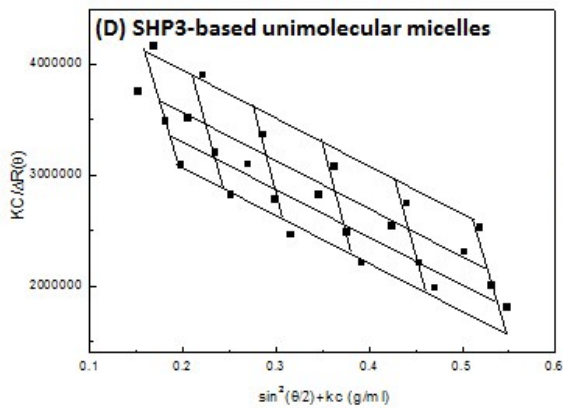 (D) SHP3-based unimolecular micelles
4000000
3000000
2000000
KC/ΔR(θ)
0.1 0.2 0.3 0.4 0.5 0.6
sin²(θ/2)+kc (g/ml)